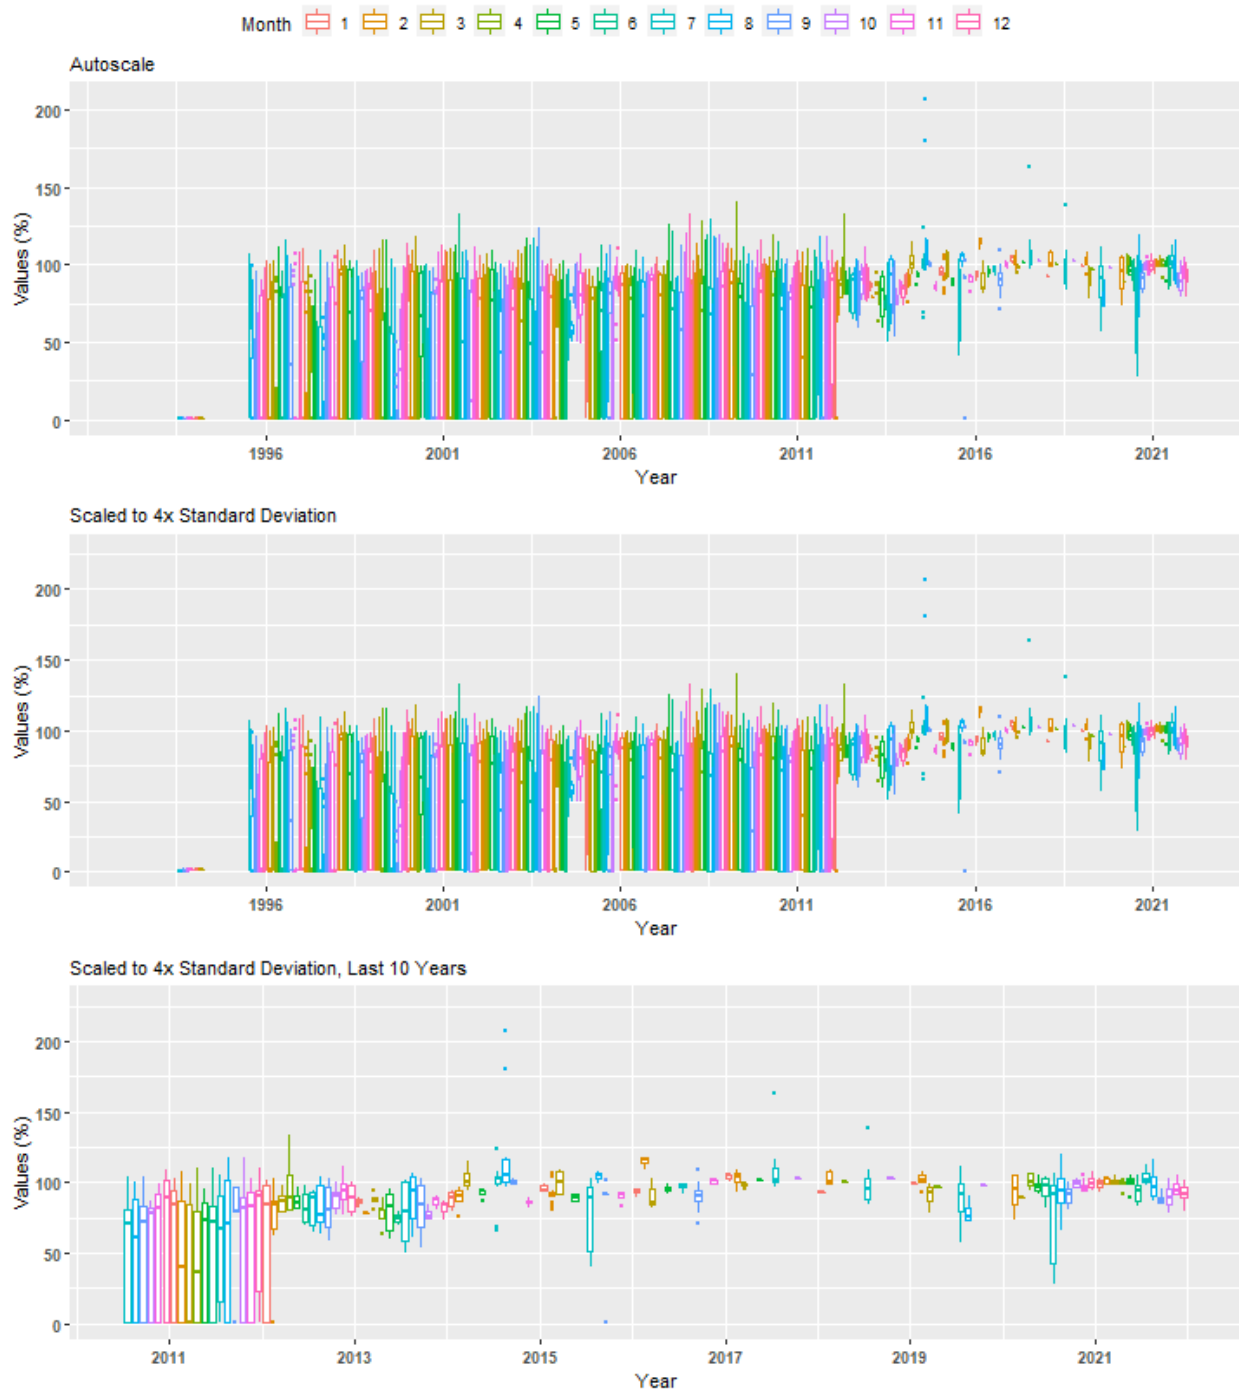 Month 1 2 3 4 5 6 7 8 9 10 11 12
Autoscale
Values (%)
200
150
100
50
0
1996 2001 2006 2011 2016 2021
Year
Scaled to 4x Standard Deviation
Values (%)
200
150
100
50
0
1996 2001 2006 2011 2016 2021
Year
Scaled to 4x Standard Deviation, Last 10 Years
Values (%)
200
150
100
50
0
2011 2013 2015 2017 2019 2021
Year